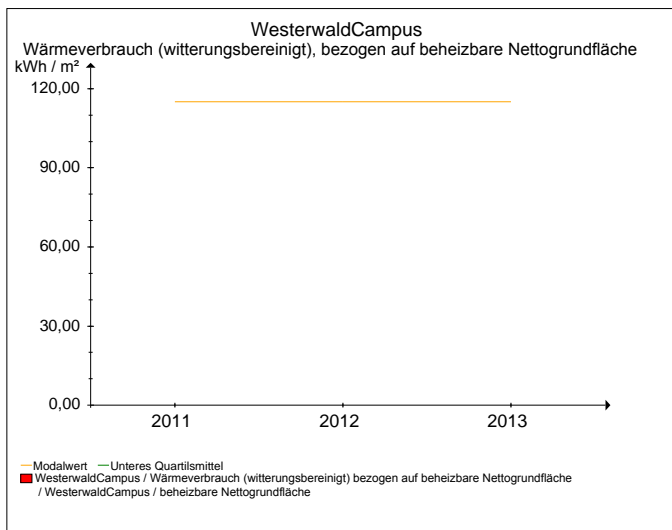 WesterwaldCampus
Wärmeverbrauch (witterungsbereinigt), bezogen auf beheizbare Nettogrundfläche
kWh / m²
120,00
90,00
60,00
30,00
0,00
2011 2012 2013
Modalwert Unteres Quartilsmittel
WesterwaldCampus / Wärmeverbrauch (witterungsbereinigt) bezogen auf beheizbare Nettogrundfläche
/ WesterwaldCampus / beheizbare Nettogrundfläche